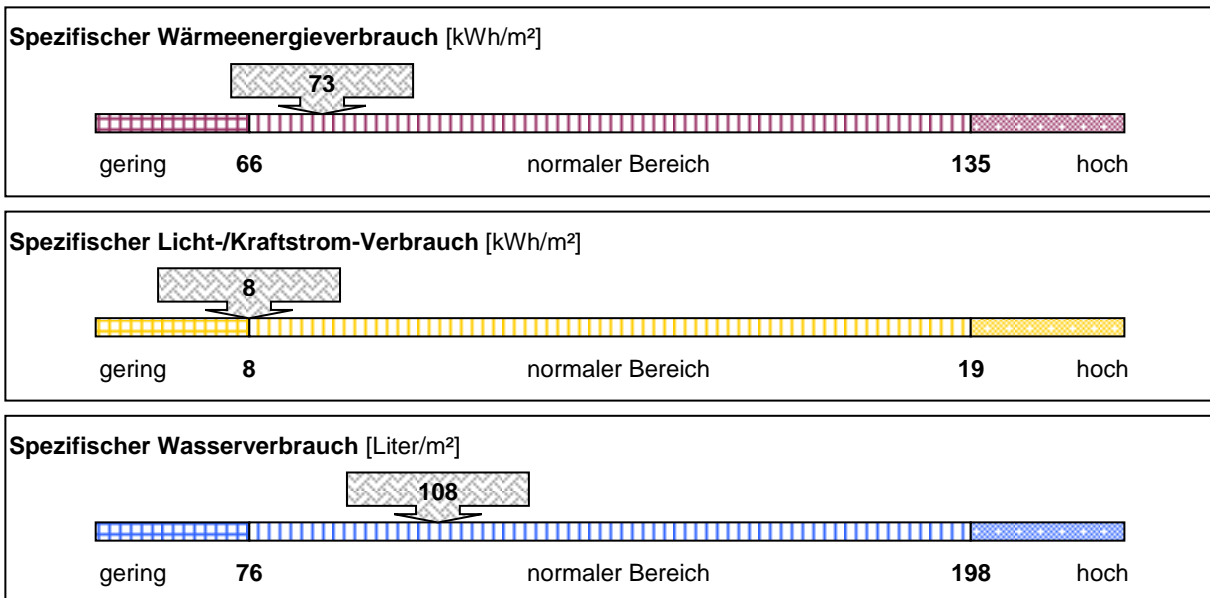 Spezifischer Wärmeenergieverbrauch [kWh/m²]
73
gering 66 normaler Bereich 135 hoch
Spezifischer Licht-/Kraftstrom-Verbrauch [kWh/m²]
8
gering 8 normaler Bereich 19 hoch
Spezifischer Wasserverbrauch [Liter/m²]
108
gering 76 normaler Bereich 198 hoch